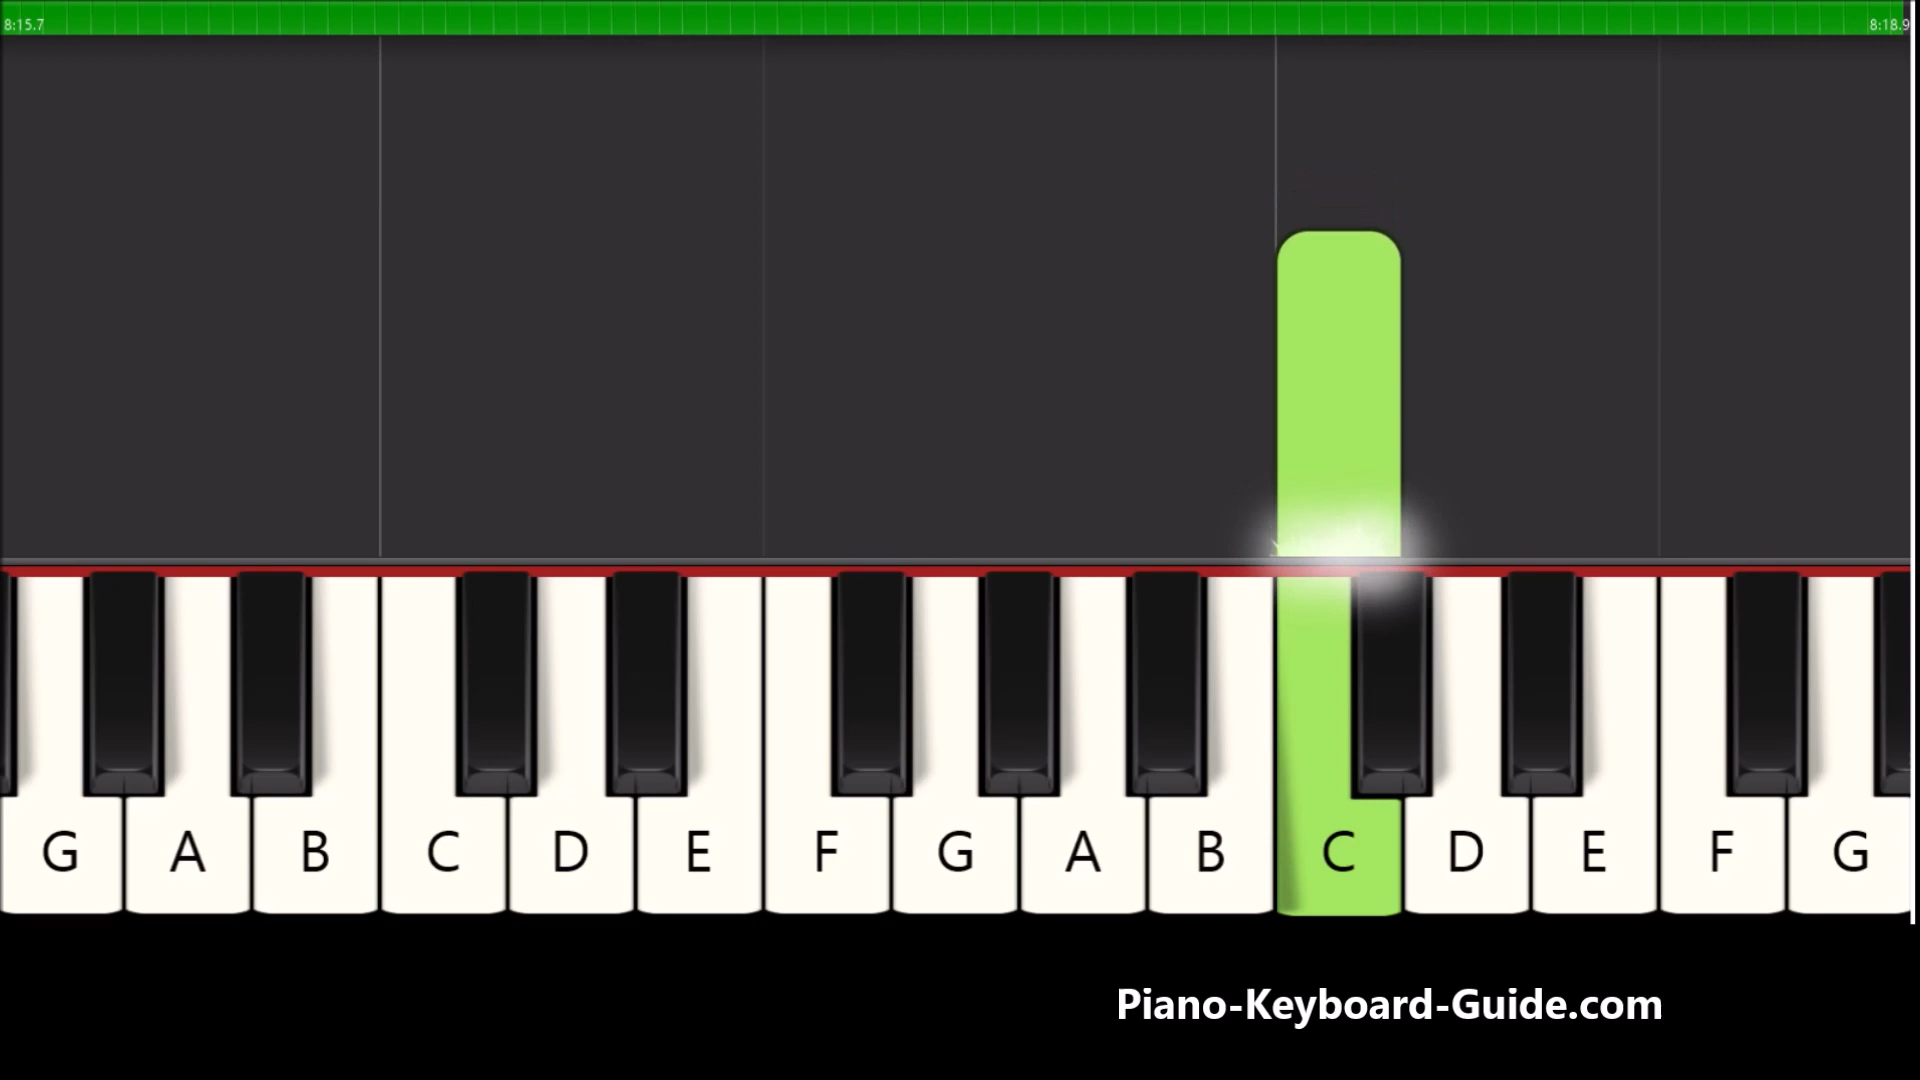 8:15.7 8:18.9
G A B C D E F G A B C D E F G
Piano-Keyboard-Guide.com